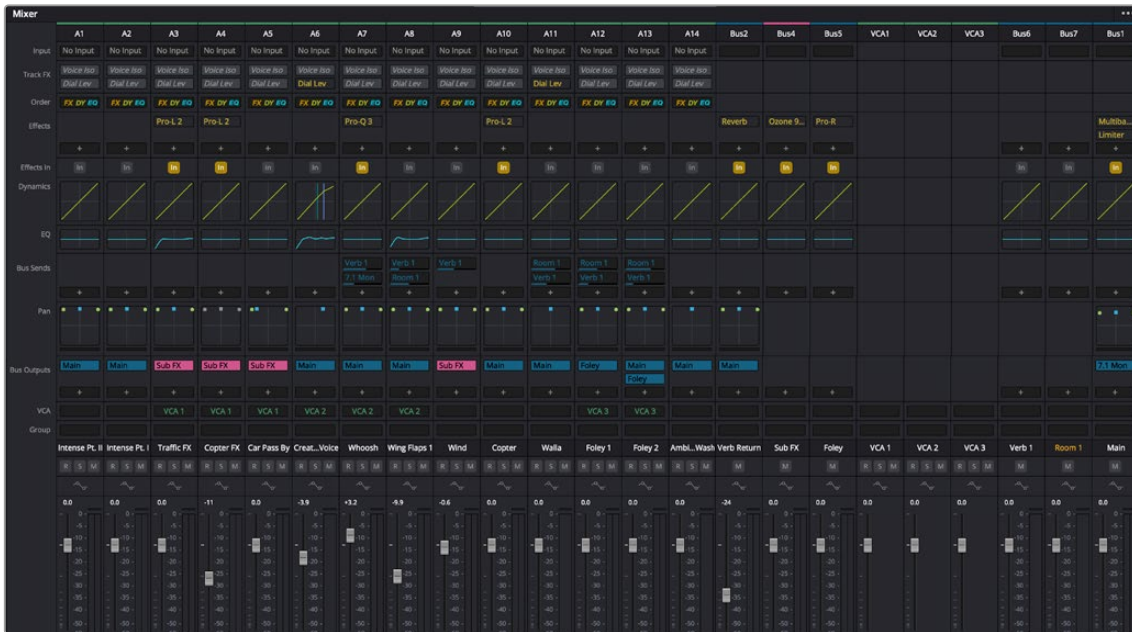 Mixer
A1 A2 A3 A4 A5 A6 A7 A8 A9 A10 A11 A12 A13 A14 Bus2 Bus4 Bus5 VCA1 VCA2 VCA3 Bus6 Bus7 Bus1
Input No Input No Input No Input No Input No Input No Input No Input No Input No Input No Input No Input No Input No Input No Input
Track FX Voice Iso Voice Iso Voice Iso Voice Iso Voice Iso Voice Iso Voice Iso Voice Iso Voice Iso Voice Iso Voice Iso Voice Iso Voice Iso Voice Iso
Dial Lev Dial Lev Dial Lev Dial Lev Dial Lev Dial Lev Dial Lev Dial Lev Dial Lev Dial Lev Dial Lev Dial Lev Dial Lev Dial Lev
Order FX DY EQ FX DY EQ FX DY EQ FX DY EQ FX DY EQ FX DY EQ FX DY EQ FX DY EQ FX DY EQ FX DY EQ FX DY EQ FX DY EQ FX DY EQ FX DY EQ
Effects Pro-L 2 Pro-L 2 Pro-Q 3 Pro-L 2 Reverb Ozone 9... Pro-R Multiba...
Limiter
+ + + + + + + + + + + + + + + + + + + +
Effects In In In In In In In In In In In In In In In In In In In In In
Dynamics
EQ
Bus Sends Verb 1 Verb 1 Verb 1 Room 1 Room 1 Room 1
7.1 Mon Room 1 Verb 1 Verb 1 Verb 1
+ + + + + + + + + + + + + + + + + + + +
Pan
Bus Outputs Main Main Sub FX Sub FX Sub FX Main Main Main Sub FX Main Main Foley Main Main Main 7.1 Mon
Foley
+ + + + + + + + + + + + + + + + + +
VCA VCA 1 VCA 1 VCA 1 VCA 2 VCA 2 VCA 2 VCA 3 VCA 3
Group
Intense Pt. II Intense Pt. I Traffic FX Copter FX Car Pass By Creat...Voice Whoosh Wing Flaps 1 Wind Copter Walla Foley 1 Foley 2 Ambi...Wash Verb Return Sub FX Foley VCA 1 VCA 2 VCA 3 Verb 1 Room 1 Main
R S M R S M R S M R S M R S M R S M R S M R S M R S M R S M R S M R S M R S M R S M M M M R S M R S M R S M M M M
0.0 0.0 0.0 -11 0.0 -3.9 +3.2 -9.9 -0.6 0.0 0.0 0.0 0.0 0.0 -24 0.0 0.0 0.0 0.0 0.0 0.0 0.0 0.0